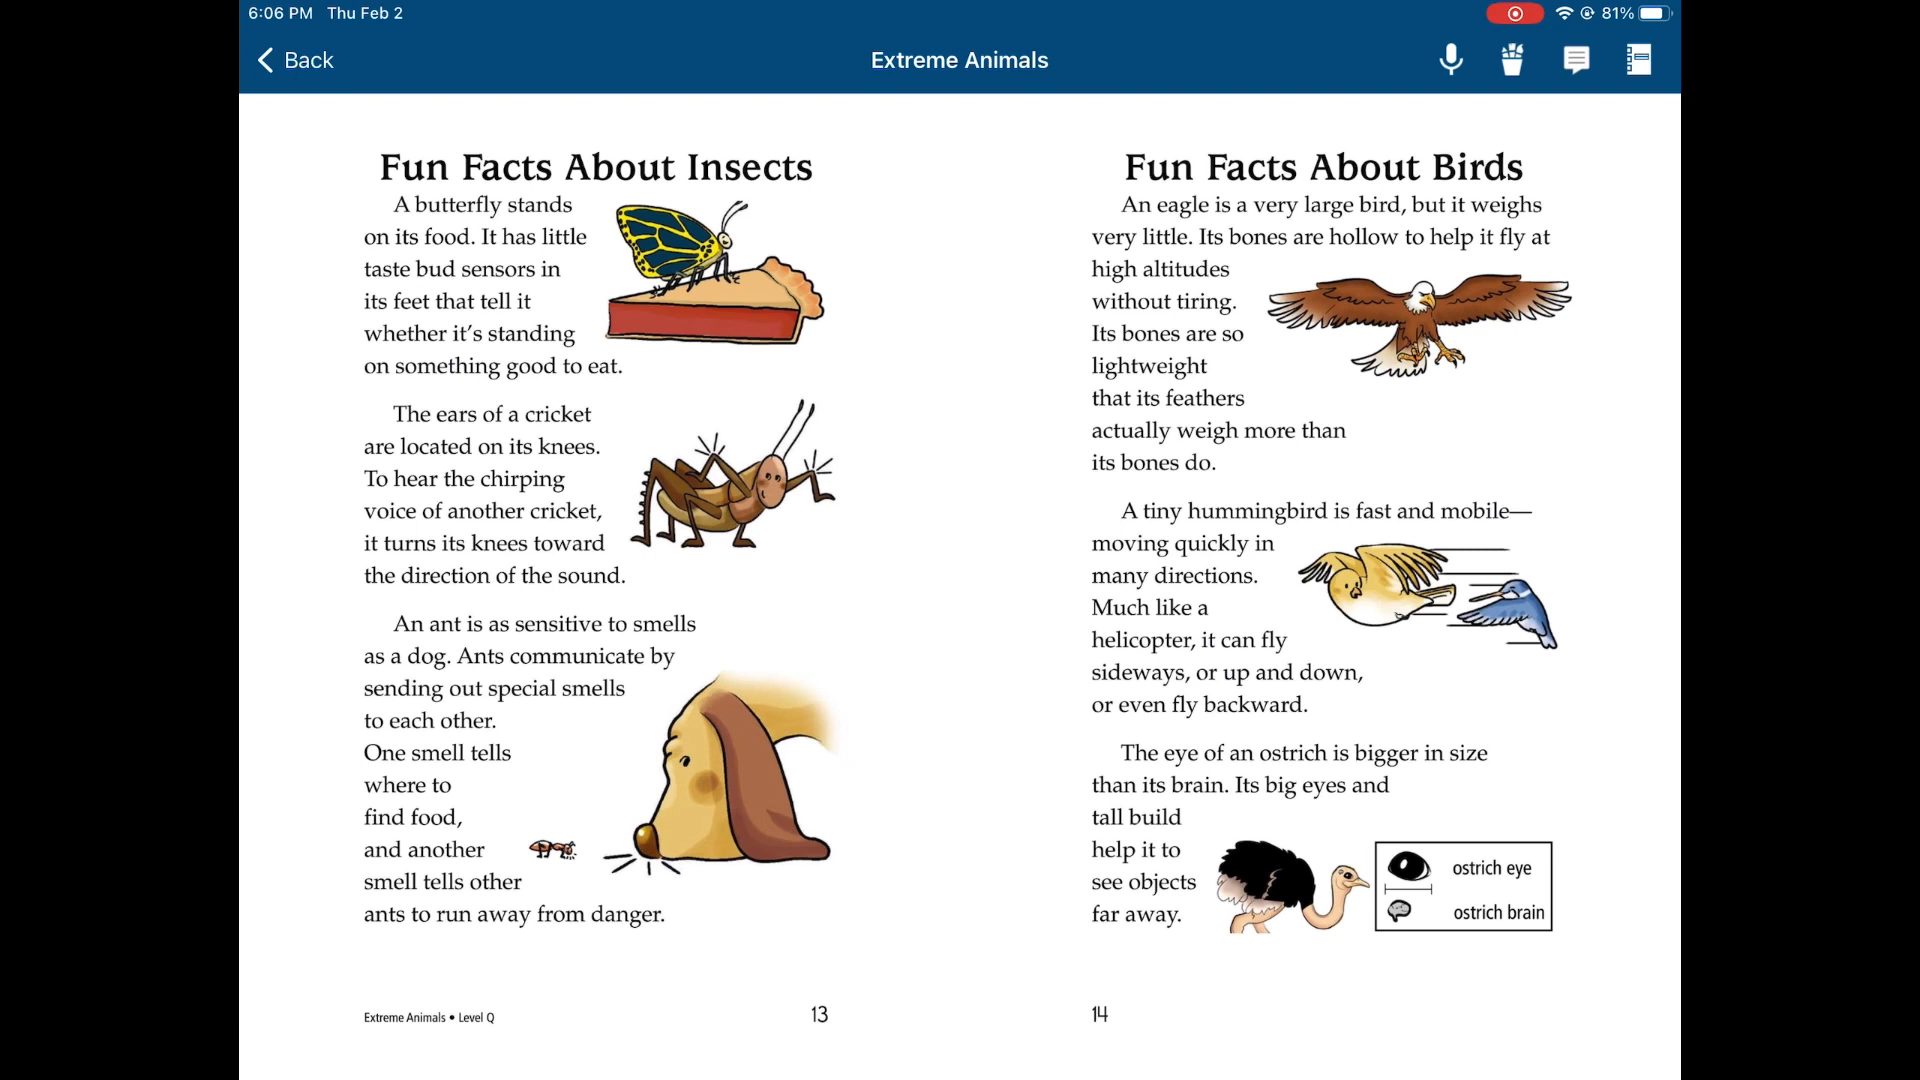 6:06 PM Thu Feb 2
81%
Back
Extreme Animals
Fun Facts About Insects
A butterfly stands
on its food. It has little
taste bud sensors in
its feet that tell it
whether it's standing
on something good to eat.
The ears of a cricket
are located on its knees.
To hear the chirping
voice of another cricket,
it turns its knees toward
the direction of the sound.
An ant is as sensitive to smells
as a dog. Ants communicate by
sending out special smells
to each other.
One smell tells
where to
find food,
and another
smell tells other
ants to run away from danger.
Extreme Animals • Level Q
13
Fun Facts About Birds
An eagle is a very large bird, but it weighs
very little. Its bones are hollow to help it fly at
high altitudes
without tiring.
Its bones are so
lightweight
that its feathers
actually weigh more than
its bones do.
A tiny hummingbird is fast and mobile—
moving quickly in
many directions.
Much like a
helicopter, it can fly
sideways, or up and down,
or even fly backward.
The eye of an ostrich is bigger in size
than its brain. Its big eyes and
tall build
help it to
see objects
far away.
ostrich eye
ostrich brain
14